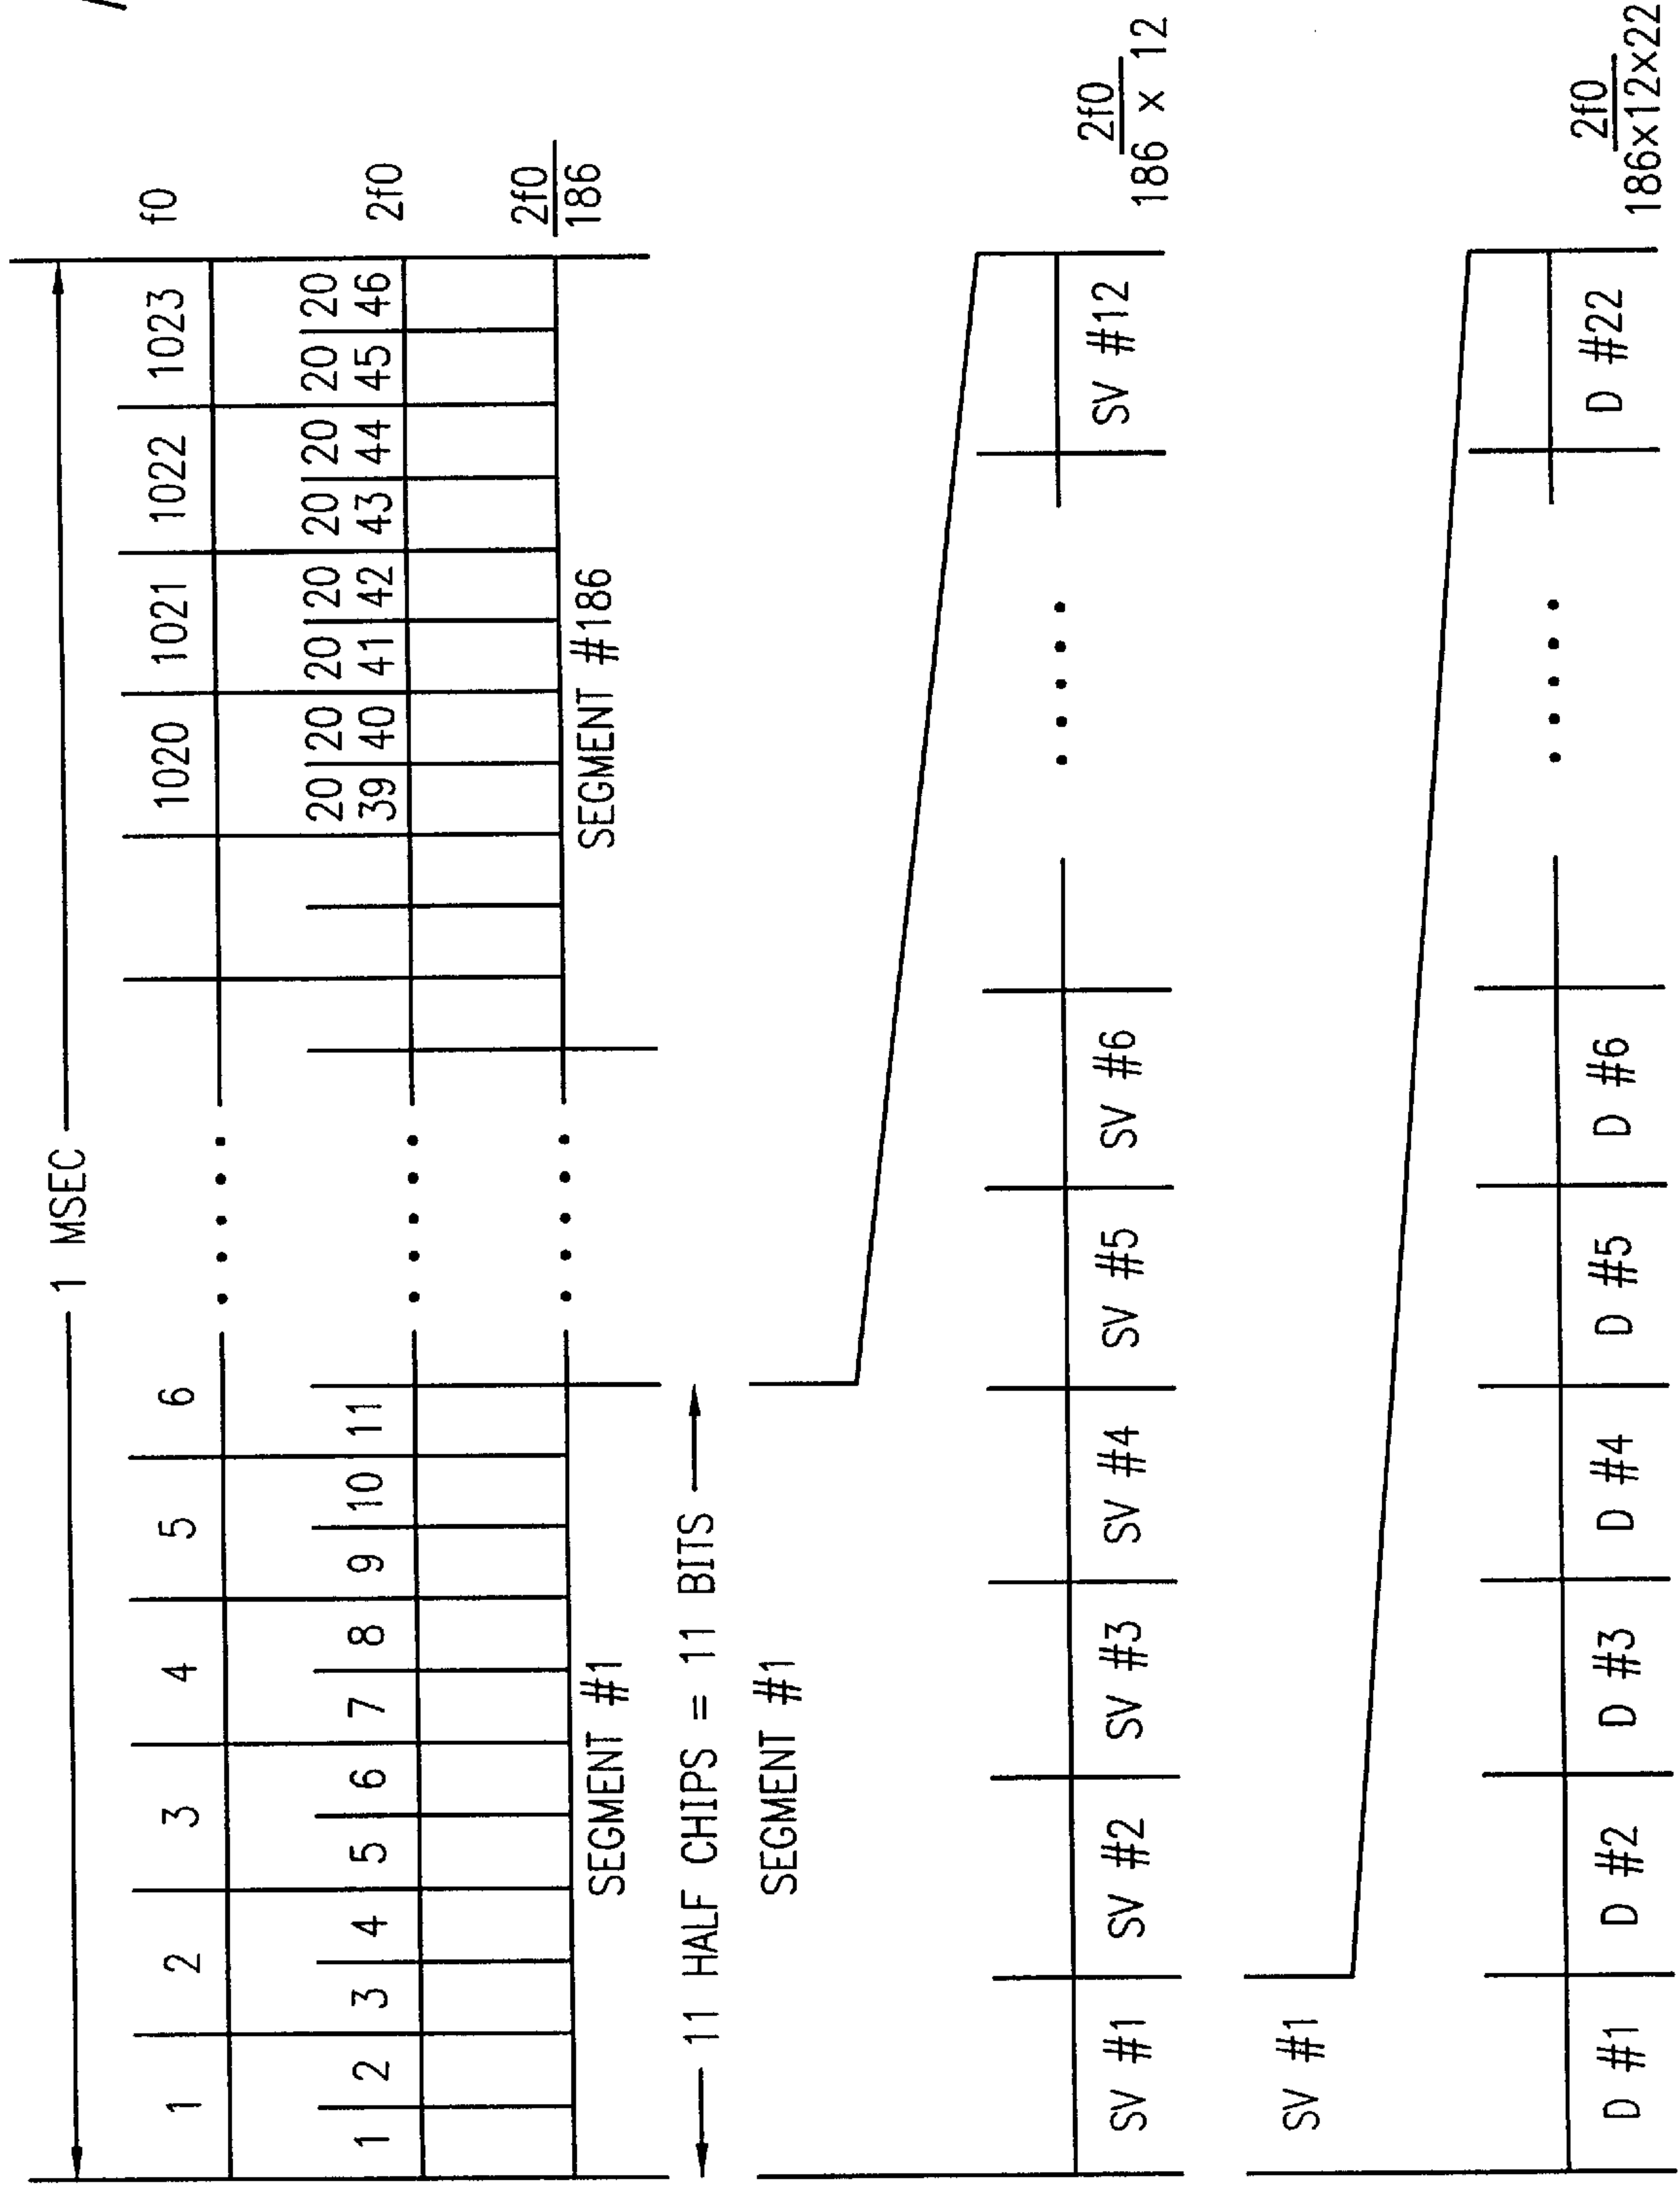 1 MSEC
1 2 3 4 5 6 1020 1021 1022 1023 f0
1 2 3 4 5 6 7 8 9 10 11 20 39 20 40 20 41 20 42 20 43 20 44 20 45 20 46 2f0
SEGMENT #1 SEGMENT #186 2f0
186
11 HALF CHIPS = 11 BITS
SEGMENT #1
SV #1 SV #2 SV #3 SV #4 SV #5 SV #6 SV #12 2f0
186 x 12
SV #1
D #1 D #2 D #3 D #4 D #5 D #6 D #22 2f0
186x12x22